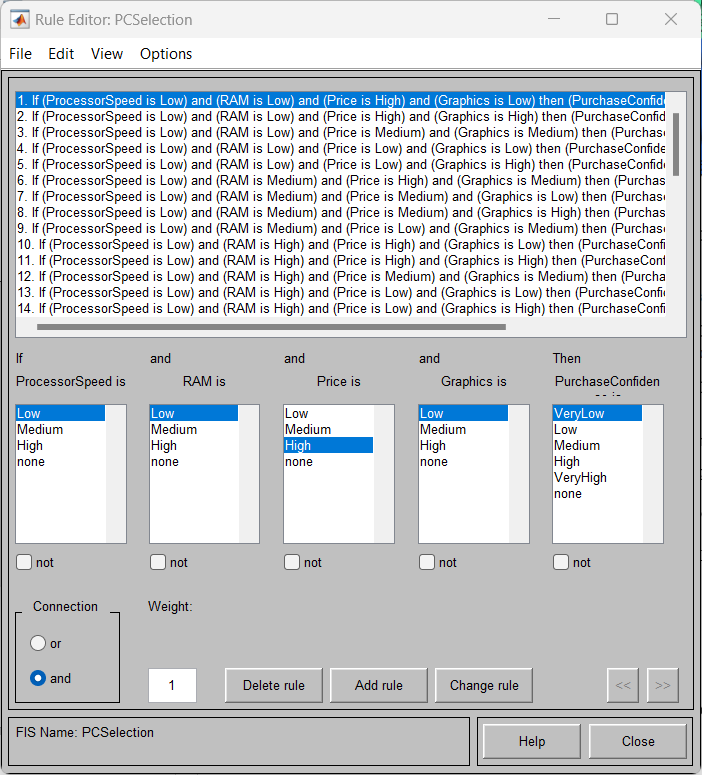 Rule Editor: PCSelection
File Edit View Options
1. If (ProcessorSpeed is Low) and (RAM is Low) and (Price is High) and (Graphics is Low) then (PurchaseConfide
2. If (ProcessorSpeed is Low) and (RAM is Low) and (Price is High) and (Graphics is High) then (PurchaseConfid
3. If (ProcessorSpeed is Low) and (RAM is Low) and (Price is Medium) and (Graphics is Medium) then (Purchase
4. If (ProcessorSpeed is Low) and (RAM is Low) and (Price is Low) and (Graphics is Low) then (PurchaseConfide
5. If (ProcessorSpeed is Low) and (RAM is Low) and (Price is Low) and (Graphics is High) then (PurchaseConfid
6. If (ProcessorSpeed is Low) and (RAM is Medium) and (Price is High) and (Graphics is Medium) then (Purchas
7. If (ProcessorSpeed is Low) and (RAM is Medium) and (Price is Medium) and (Graphics is Low) then (Purchas
8. If (ProcessorSpeed is Low) and (RAM is Medium) and (Price is Medium) and (Graphics is High) then (Purchas
9. If (ProcessorSpeed is Low) and (RAM is Medium) and (Price is Low) and (Graphics is Medium) then (Purchas
10. If (ProcessorSpeed is Low) and (RAM is High) and (Price is High) and (Graphics is Low) then (PurchaseConfi
11. If (ProcessorSpeed is Low) and (RAM is High) and (Price is High) and (Graphics is High) then (PurchaseConf
12. If (ProcessorSpeed is Low) and (RAM is High) and (Price is Medium) and (Graphics is Medium) then (Purcha
13. If (ProcessorSpeed is Low) and (RAM is High) and (Price is Low) and (Graphics is Low) then (PurchaseConfi
14. If (ProcessorSpeed is Low) and (RAM is High) and (Price is Low) and (Graphics is High) then (PurchaseConf
If and and and Then
ProcessorSpeed is RAM is Price is Graphics is PurchaseConfiden
Low Low Low Low VeryLow
Medium Medium Medium Medium Low
High High High High Medium
none none none none High
VeryHigh
none
not not not not not
Connection Weight:
or
and 1 Delete rule Add rule Change rule << >>
FIS Name: PCSelection Help Close